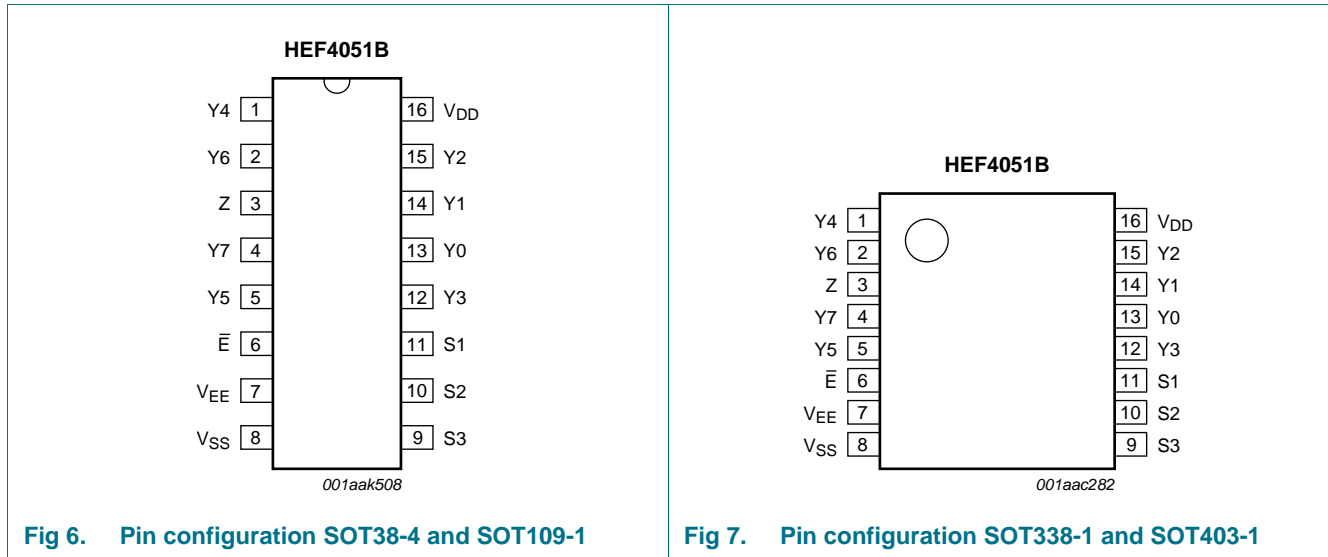 HEF4051B
Y4 1 16 VDD
Y6 2 15 Y2
Z 3 14 Y1
Y7 4 13 Y0
Y5 5 12 Y3
E̅ 6 11 S1
VEE 7 10 S2
VSS 8 9 S3
001aak508
Fig 6. Pin configuration SOT38-4 and SOT109-1
HEF4051B
Y4 1 16 VDD
Y6 2 15 Y2
Z 3 14 Y1
Y7 4 13 Y0
Y5 5 12 Y3
E̅ 6 11 S1
VEE 7 10 S2
VSS 8 9 S3
001aac282
Fig 7. Pin configuration SOT338-1 and SOT403-1